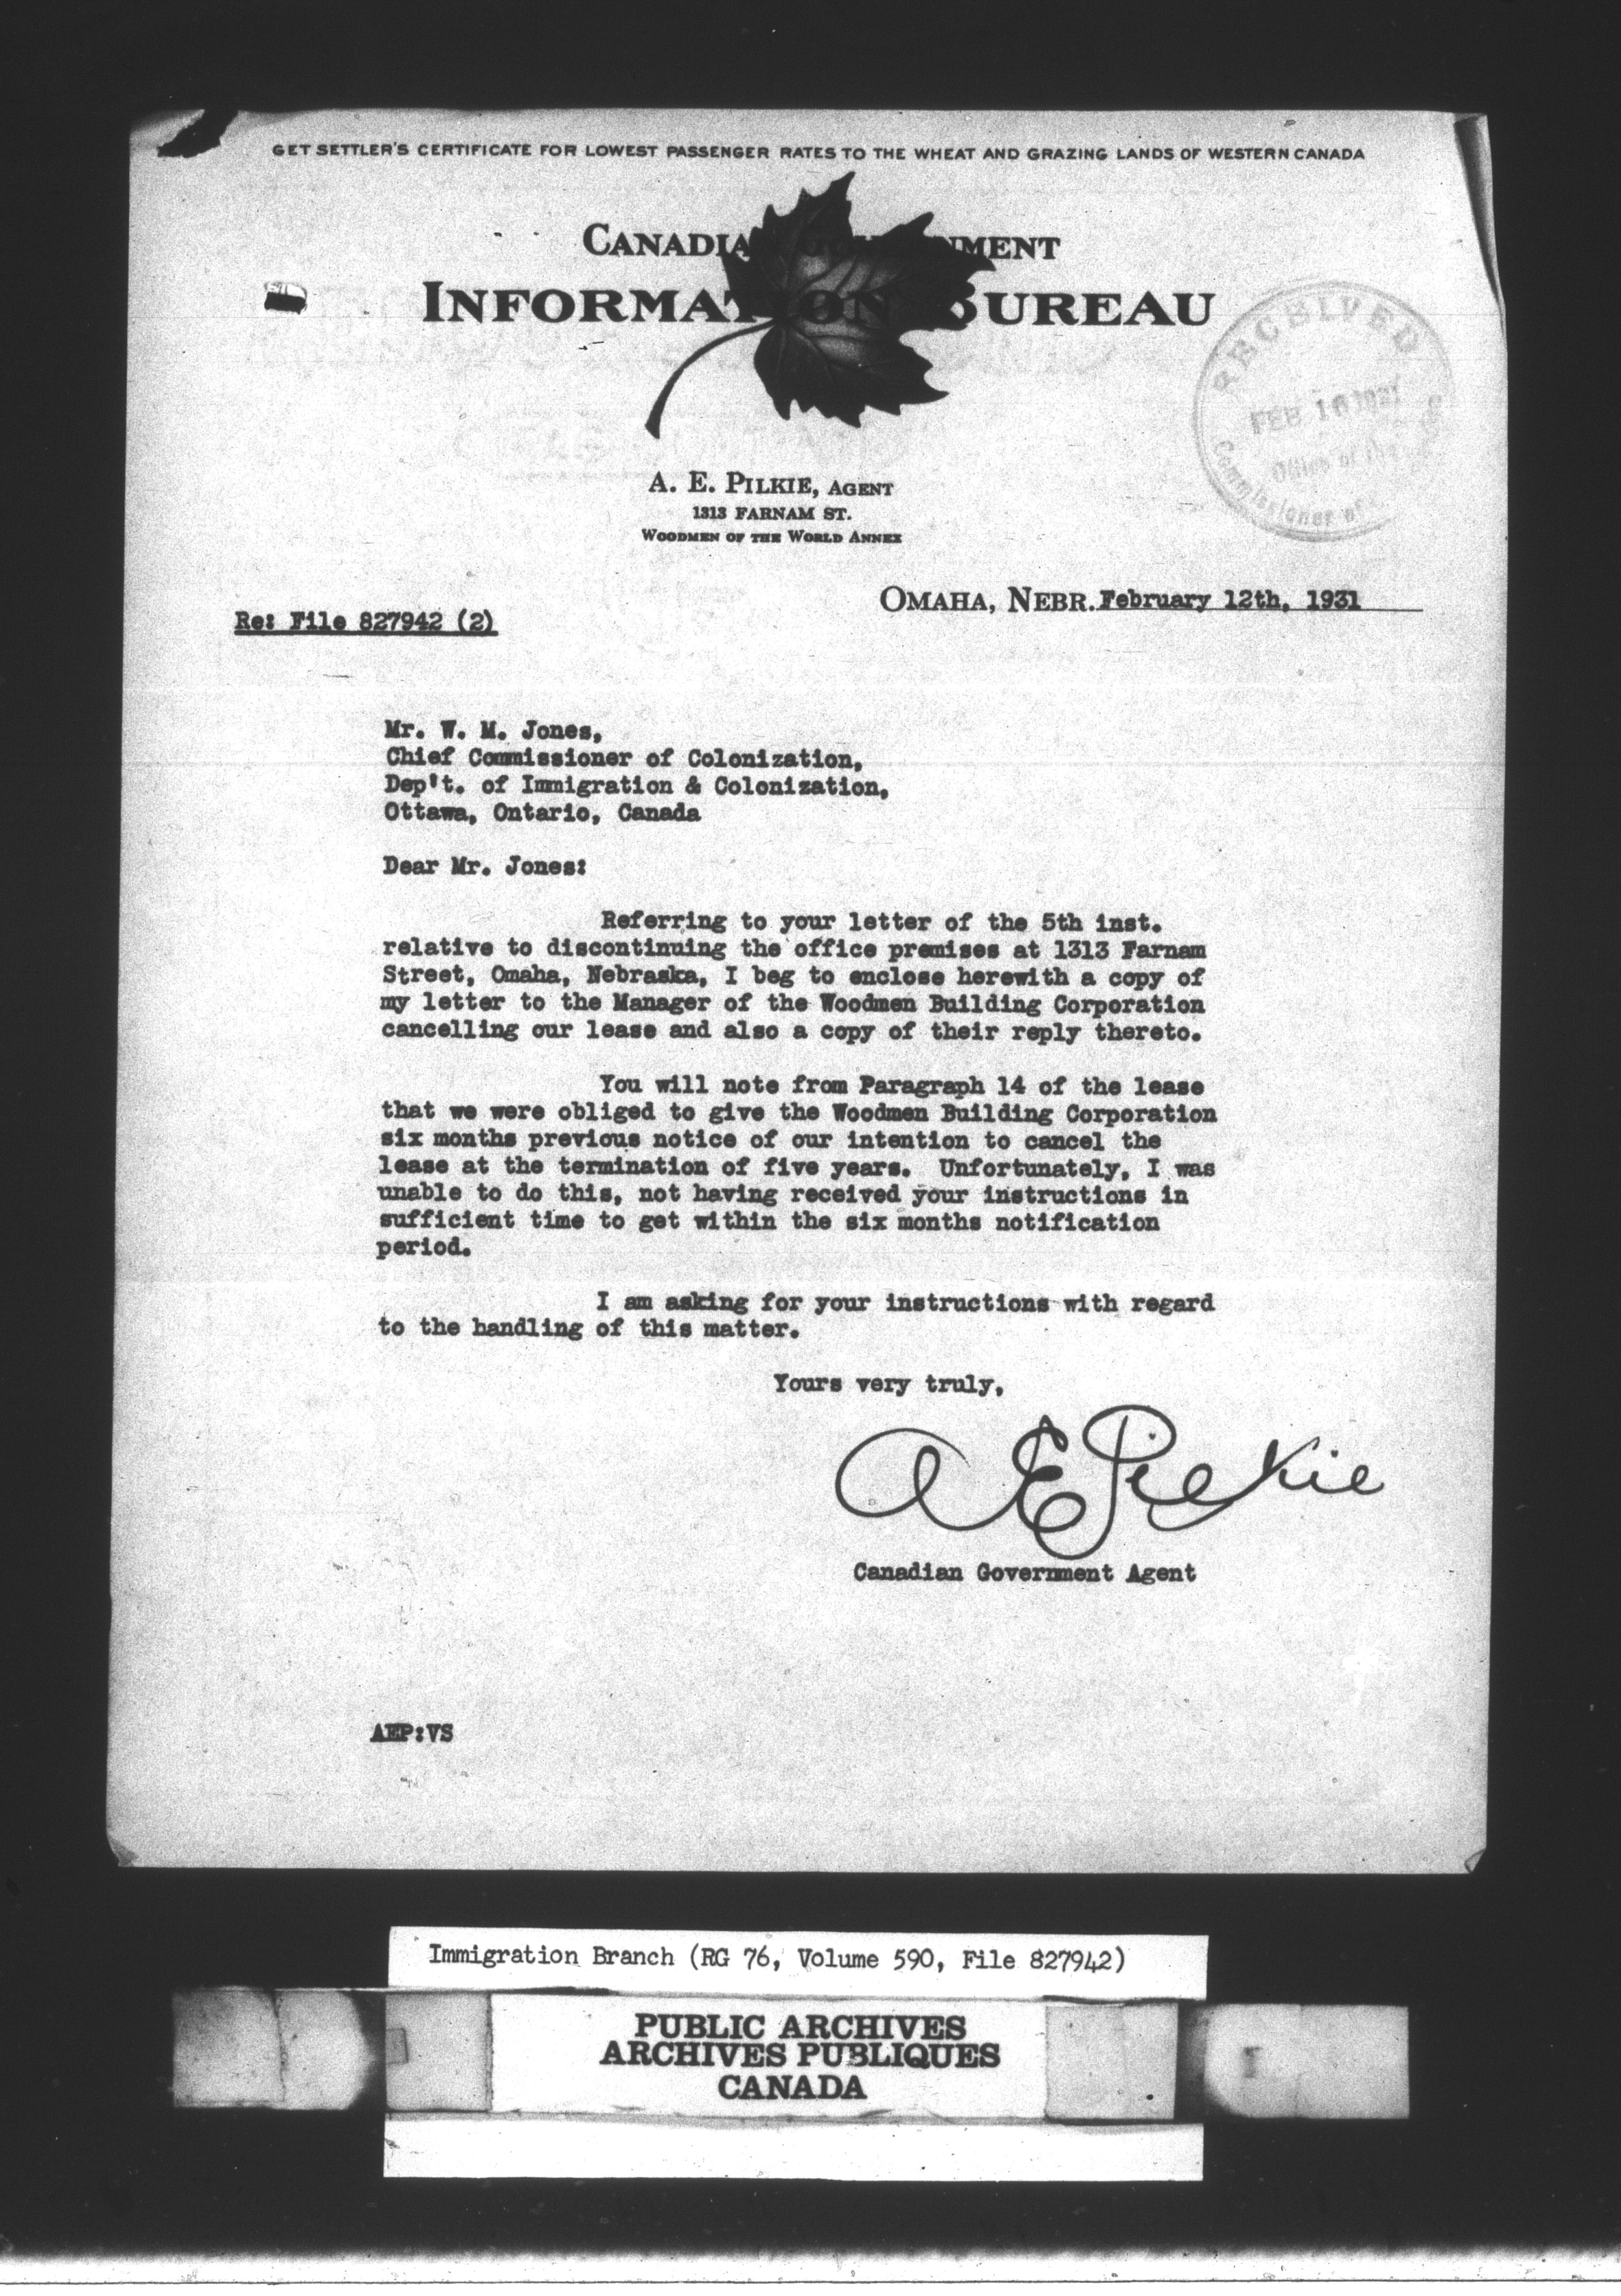 GET SETTLER'S CERTIFICATE FOR LOWEST PASSENGER RATES TO THE WHEAT AND GRAZING LANDS OF WESTERN CANADA
CANADIAN GOVERNMENT
INFORMATION BUREAU
RECEIVED
FEB 16 1931
Office of the
Commissioner of
A. E. PILKIE, AGENT
1313 FARNAM ST.
WOODMEN OF THE WORLD ANNEX
OMAHA, NEBR. February 12th, 1931
Re: File 827942 (2)
Mr. W. M. Jones,
Chief Commissioner of Colonization,
Dep't. of Immigration & Colonization,
Ottawa, Ontario, Canada
Dear Mr. Jones:
Referring to your letter of the 5th inst.
relative to discontinuing the office premises at 1313 Farnam
Street, Omaha, Nebraska, I beg to enclose herewith a copy of
my letter to the Manager of the Woodmen Building Corporation
cancelling our lease and also a copy of their reply thereto.
You will note from Paragraph 14 of the lease
that we were obliged to give the Woodmen Building Corporation
six months previous notice of our intention to cancel the
lease at the termination of five years. Unfortunately, I was
unable to do this, not having received your instructions in
sufficient time to get within the six months notification
period.
I am asking for your instructions with regard
to the handling of this matter.
Yours very truly,
A E Pilkie
Canadian Government Agent
AEP:VS
Immigration Branch (RG 76, Volume 590, File 827942)
PUBLIC ARCHIVES
ARCHIVES PUBLIQUES
CANADA